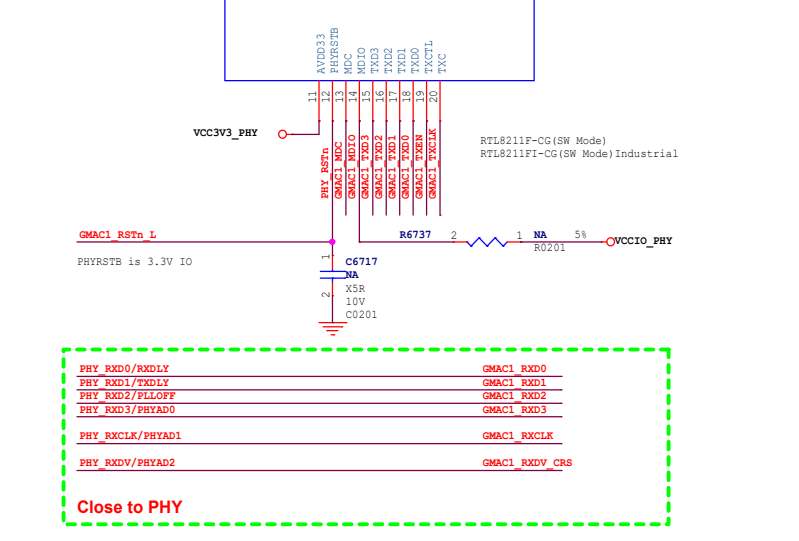 AVDD33
PHYRSTB
MDC
MDIO
TXD3
TXD2
TXD1
TXD0
TXCTL
TXC
11
12
13
14
15
16
17
18
19
20
VCC3V3_PHY
PHY_RSTn
GMAC1_MDC
GMAC1_MDIO
GMAC1_TXD3
GMAC1_TXD2
GMAC1_TXD1
GMAC1_TXD0
GMAC1_TXEN
GMAC1_TXCLK
RTL8211F-CG(SW Mode)
RTL8211FI-CG(SW Mode)Industrial
GMAC1_RSTn_L
R6737 2 1 NA 5% VCCIO_PHY
R0201
PHYRSTB is 3.3V IO
1
C6717
NA
X5R
2
10V
C0201
PHY_RXD0/RXDLY GMAC1_RXD0
PHY_RXD1/TXDLY GMAC1_RXD1
PHY_RXD2/PLLOFF GMAC1_RXD2
PHY_RXD3/PHYAD0 GMAC1_RXD3
PHY_RXCLK/PHYAD1 GMAC1_RXCLK
PHY_RXDV/PHYAD2 GMAC1_RXDV_CRS
Close to PHY